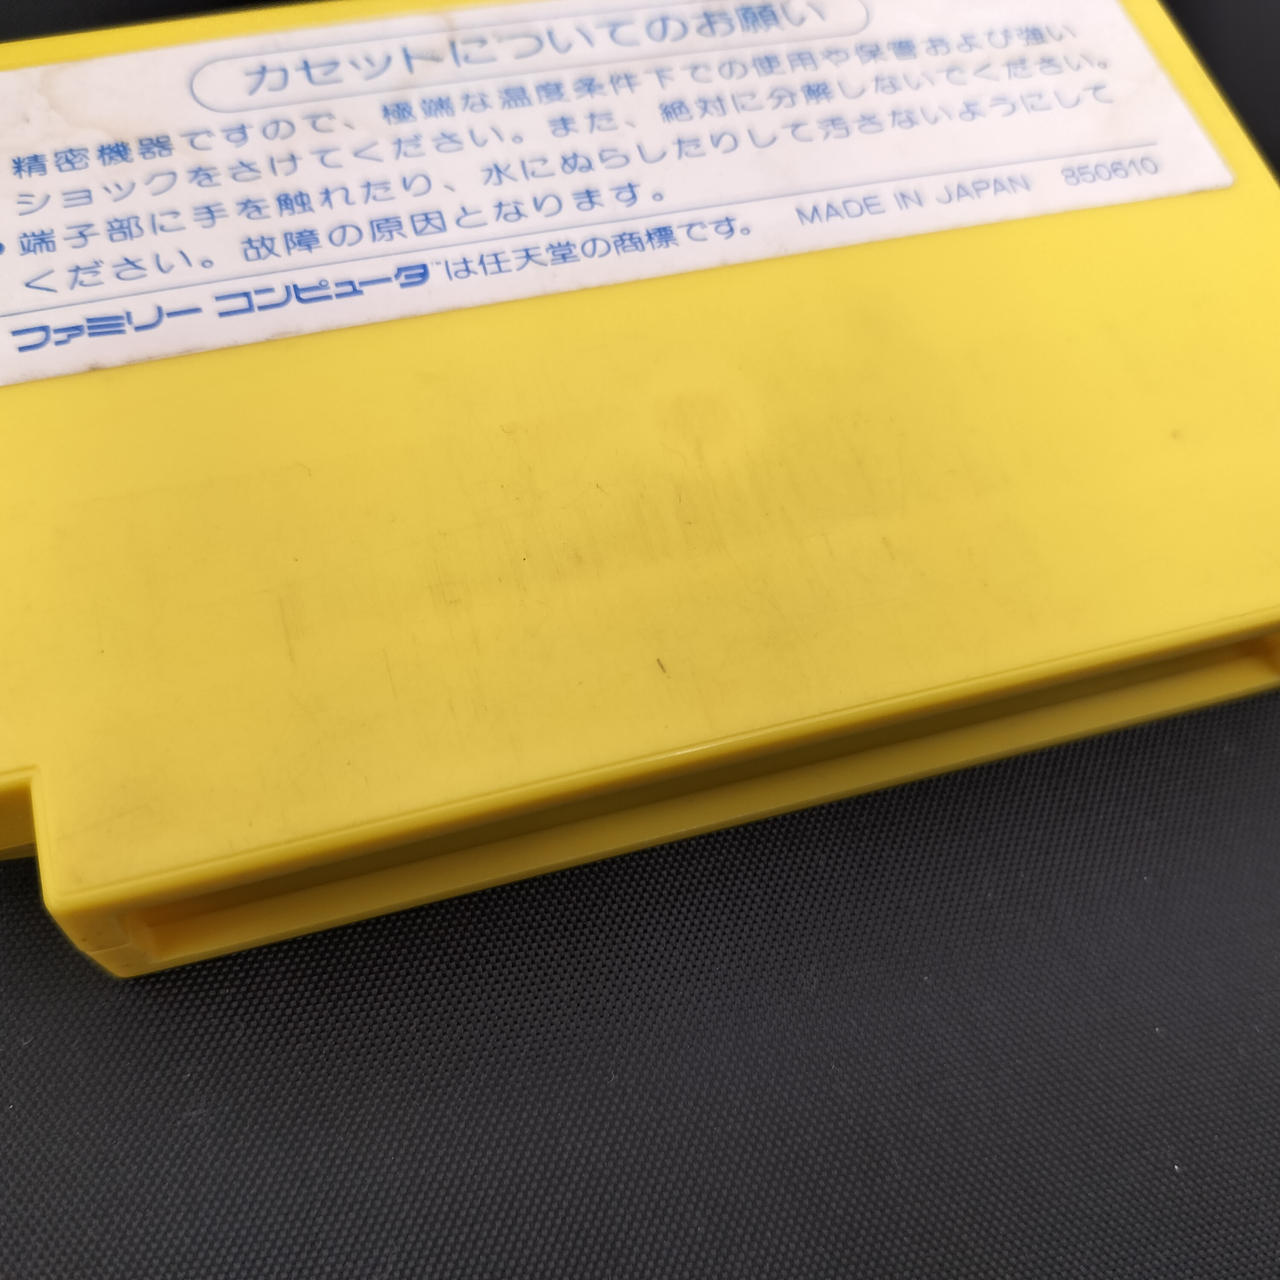 カセットについてのお願い
精密機器ですので、極端な温度条件下での使用や保管および強い
ショックをさけてください。また、絶対に分解しないでください。
●端子部に手を触れたり、水にぬらしたりして汚さないようにして
ください。故障の原因となります。
MADE IN JAPAN 850610
ファミリーコンピュータ™は任天堂の商標です。